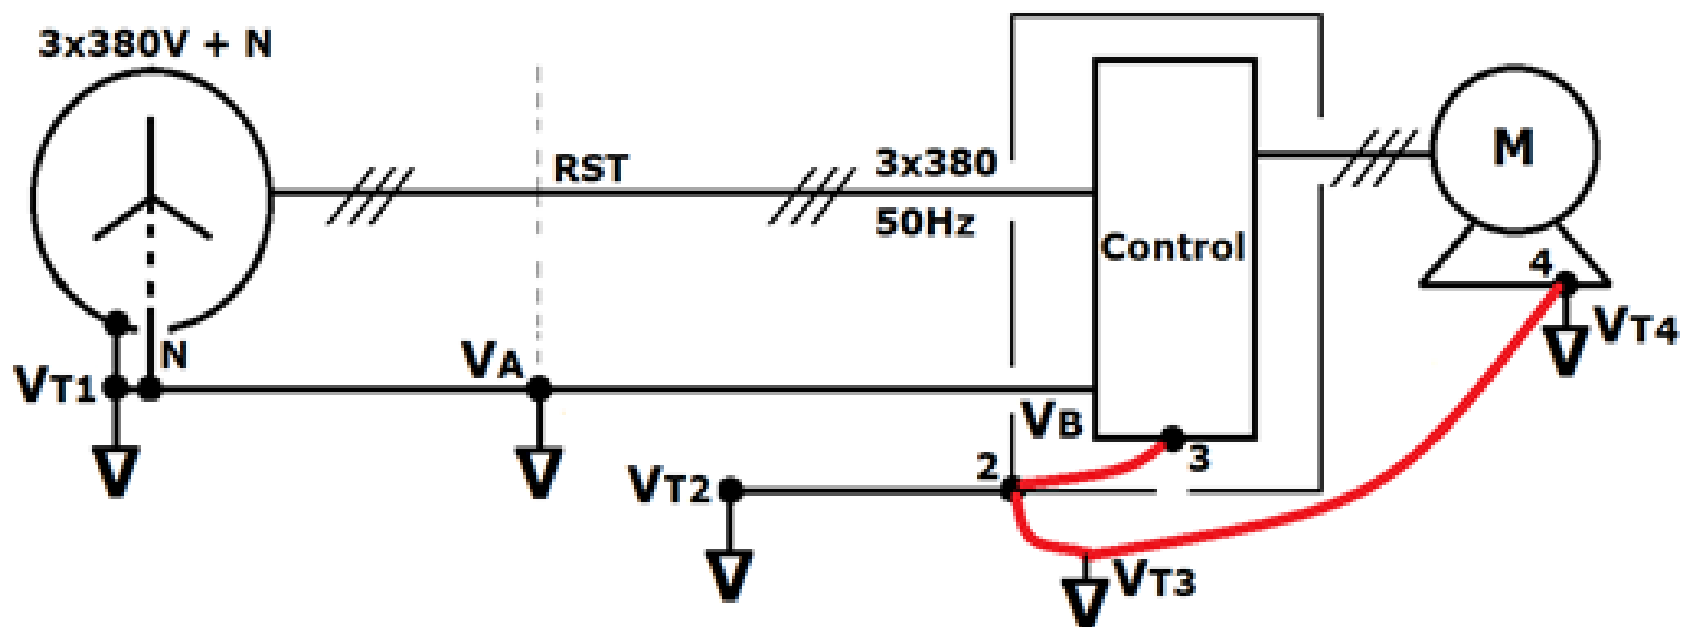 3x380V + N
RST
3x380
50Hz
Control
M
4
N
VT1
VA
VB
VT4
2
3
VT2
VT3